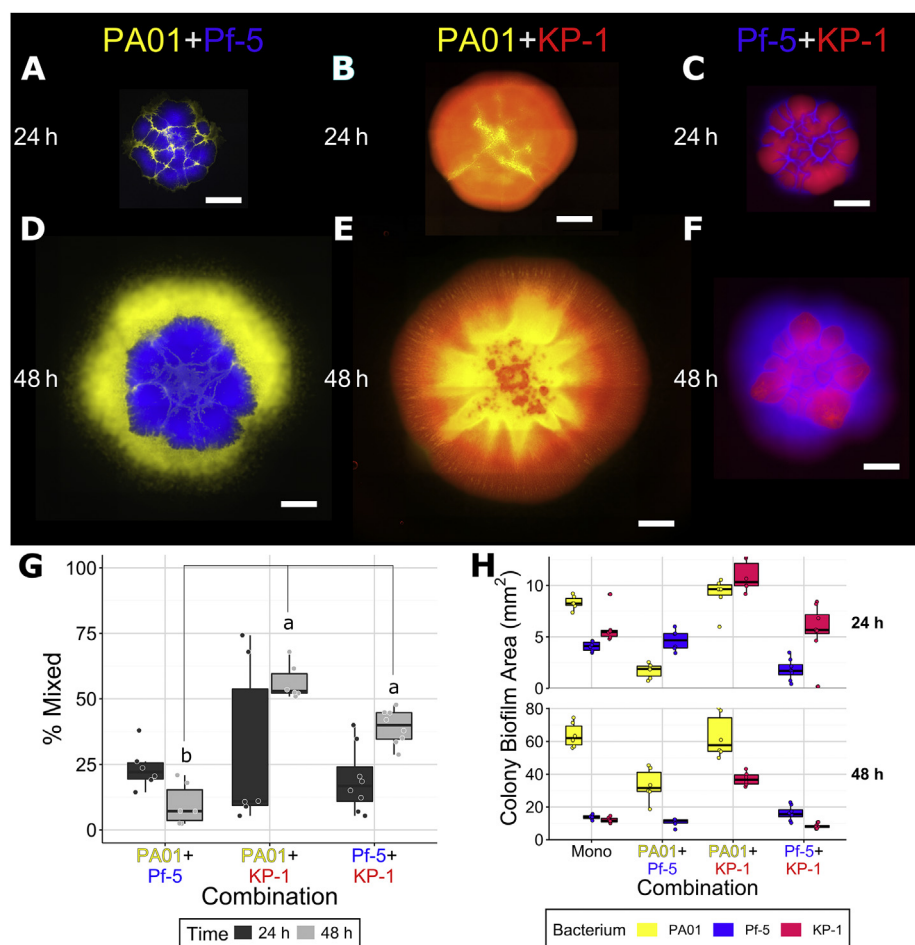 PA01+Pf-5 PA01+KP-1 Pf-5+KP-1
A B C
24 h 24 h 24 h
D E F
48 h 48 h 48 h
G
100
75
50
25
0
% Mixed
b a a
PA01+ PA01+ Pf-5+
Pf-5 KP-1 KP-1
Combination
Time 24 h 48 h
H
Colony Biofilm Area (mm²)
10
5
0
24 h
80
60
40
20
0
48 h
Mono PA01+ PA01+ Pf-5+
Pf-5 KP-1 KP-1
Combination
Bacterium PA01 Pf-5 KP-1